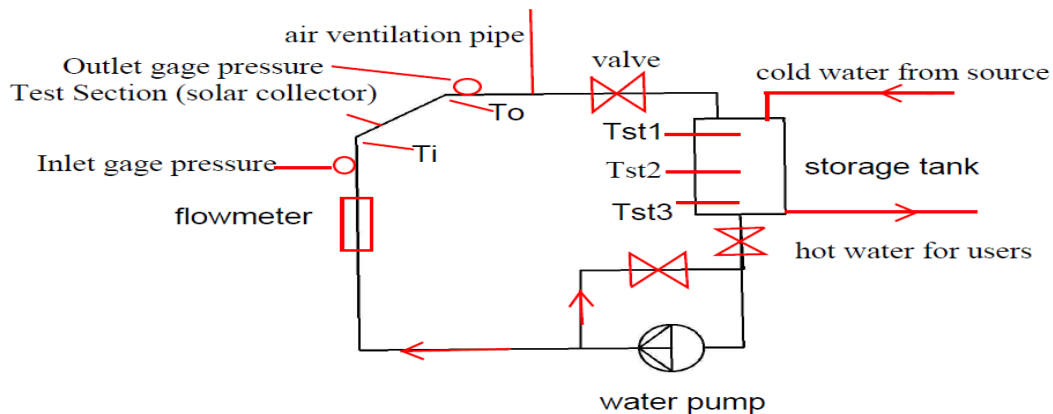 air ventilation pipe
Outlet gage pressure
Test Section (solar collector)
To
Ti
Inlet gage pressure
flowmeter
valve
cold water from source
Tst1
Tst2
Tst3
storage tank
hot water for users
water pump